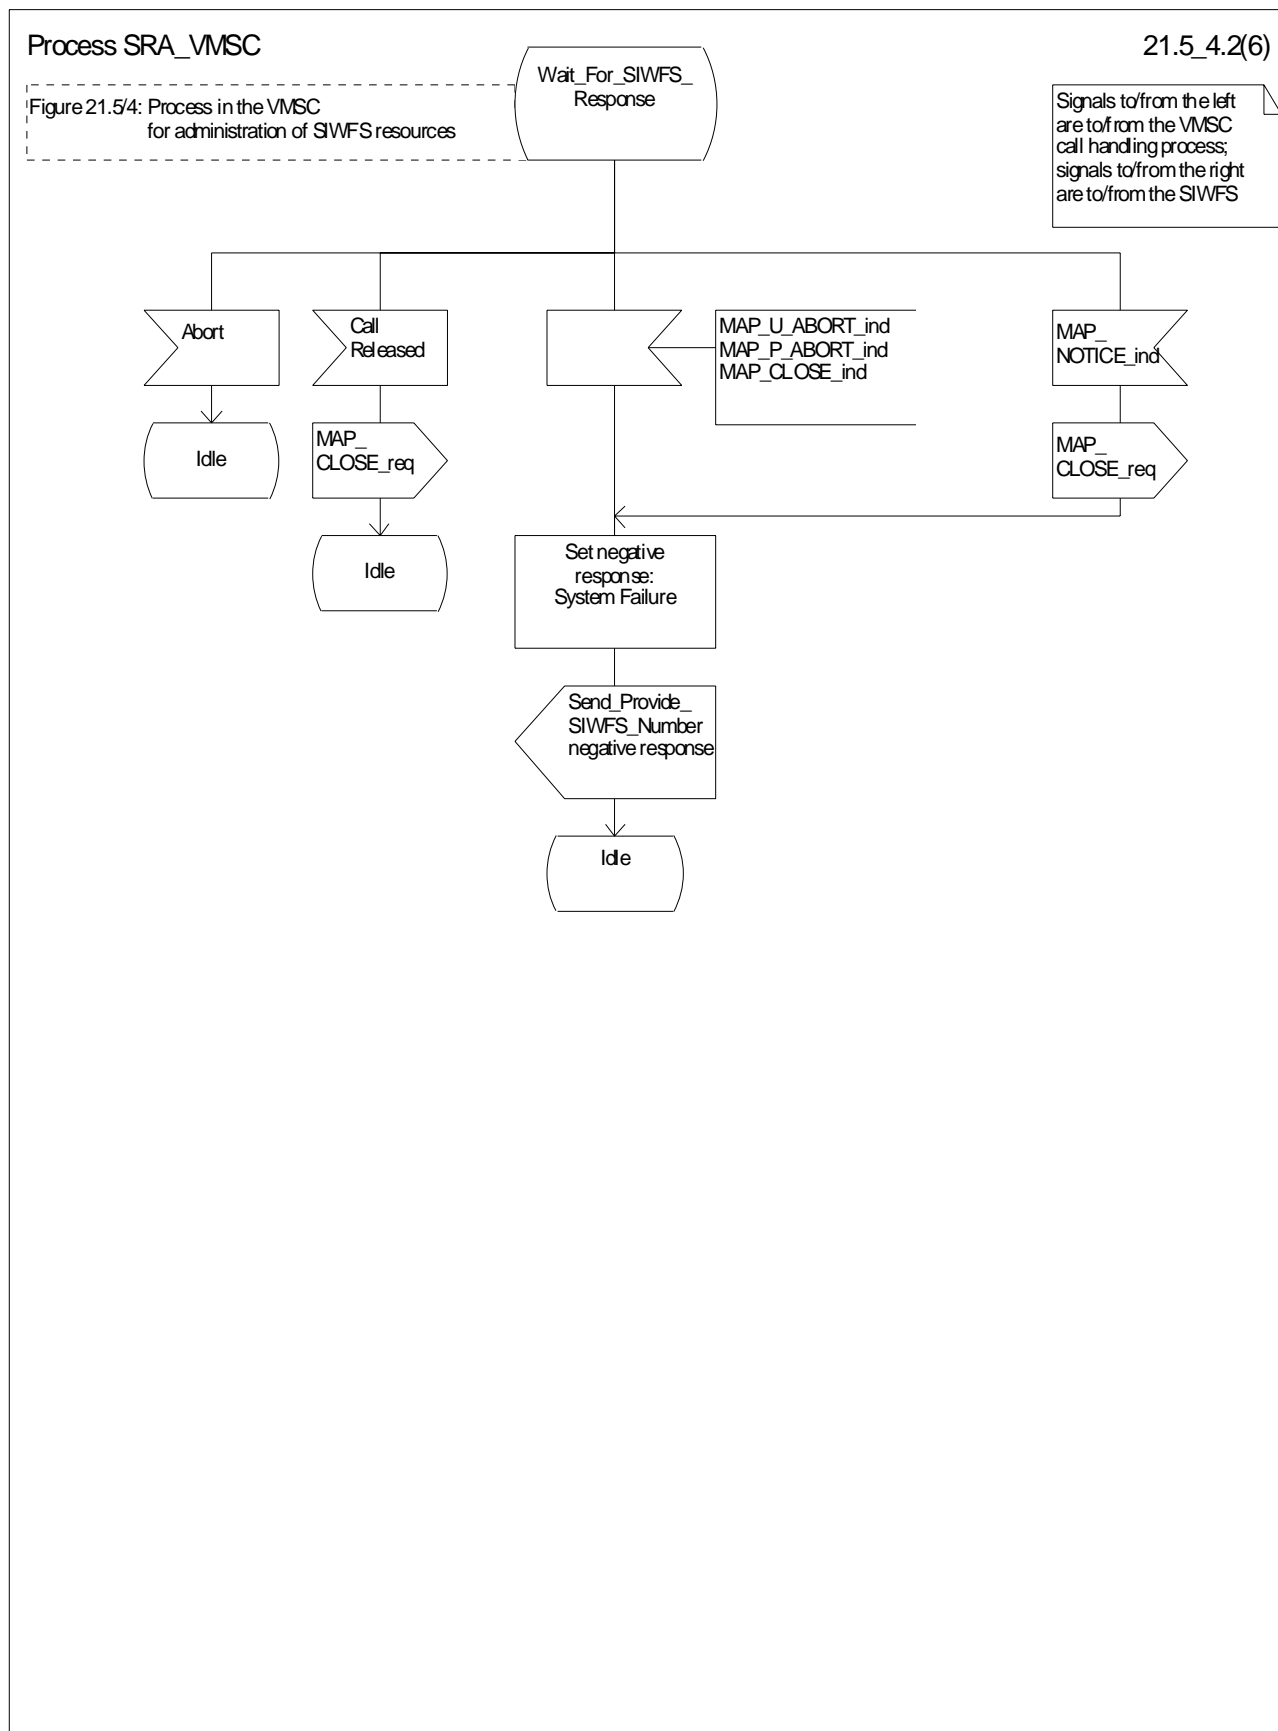 Process SRA_VMSC
21.5_4.2(6)
Wait_For_SIWFS_
Response
Figure 21.5/4: Process in the VMSC
for administration of SIWFS resources
Signals to/from the left
are to/from the VMSC
call handling process;
signals to/from the right
are to/from the SIWFS
Abort
Call
Released
MAP_U_ABORT_ind
MAP_P_ABORT_ind
MAP_CLOSE_ind
MAP_
NOTICE_ind
Idle
MAP_
CLOSE_req
MAP_
CLOSE_req
Idle
Set negative
response:
System Failure
Send_Provide_
SIWFS_Number
negative response
Idle